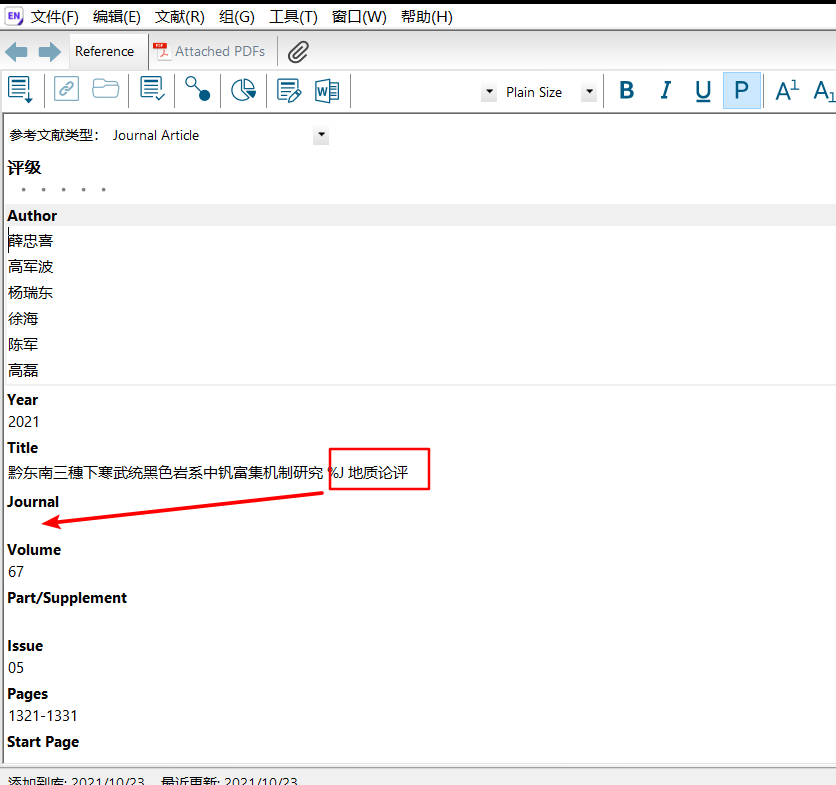 EN 文件(F) 编辑(E) 文献(R) 组(G) 工具(T) 窗口(W) 帮助(H)
Reference PDF Attached PDFs
Plain Size B I U P A1 A1
参考文献类型: Journal Article
评级
Author
薛忠喜
高军波
杨瑞东
徐海
陈军
高磊
Year
2021
Title
黔东南三穗下寒武统黑色岩系中钒富集机制研究 %J 地质论评
Journal
Volume
67
Part/Supplement
Issue
05
Pages
1321-1331
Start Page
添加到库: 2021/10/23 最近更新: 2021/10/23